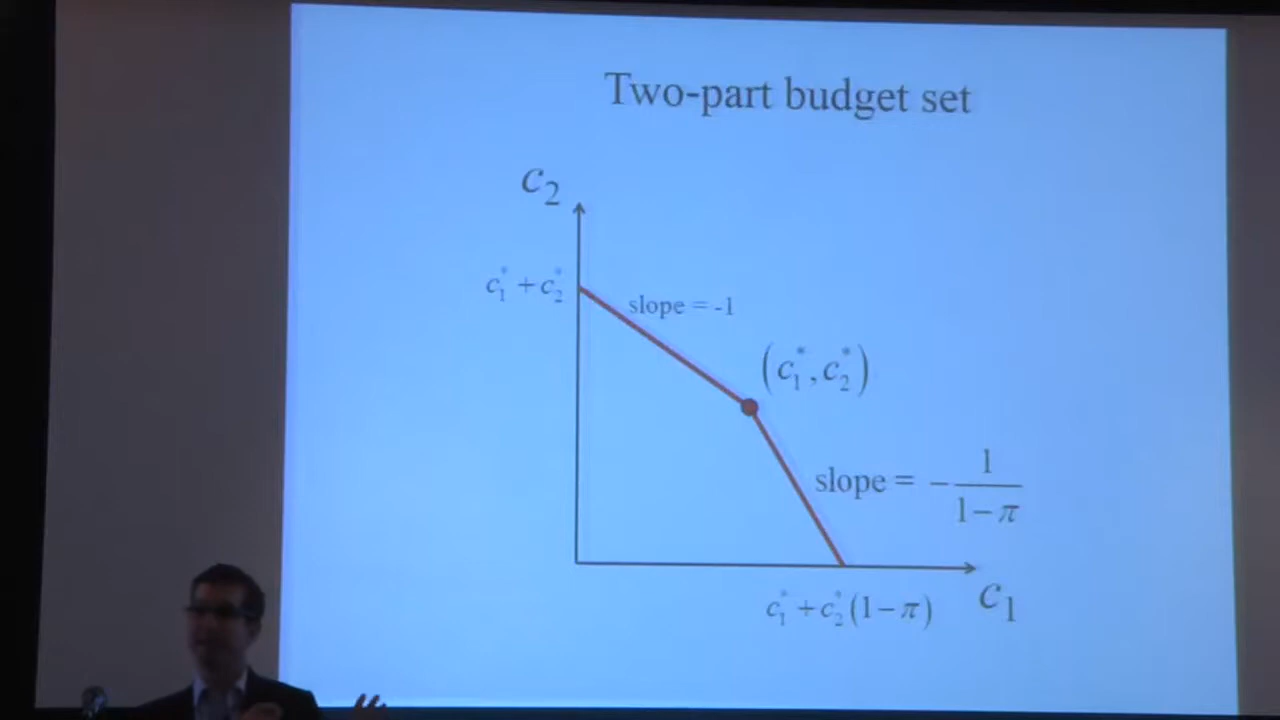 Two-part budget set
c₂
c₁* + c₂*
slope = -1
(c₁*, c₂*)
slope = - 1/(1-π)
c₁* + c₂*(1-π)
c₁